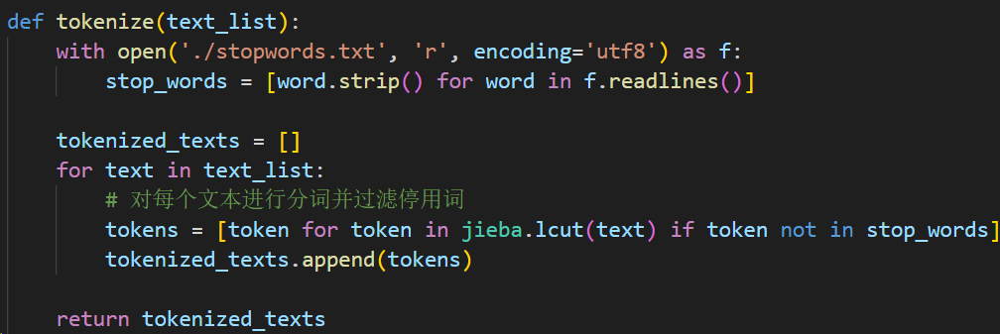 def tokenize(text_list):
    with open('./stopwords.txt', 'r', encoding='utf8') as f:
        stop_words = [word.strip() for word in f.readlines()]

    tokenized_texts = []
    for text in text_list:
        # 对每个文本进行分词并过滤停用词
        tokens = [token for token in jieba.lcut(text) if token not in stop_words]
        tokenized_texts.append(tokens)

    return tokenized_texts